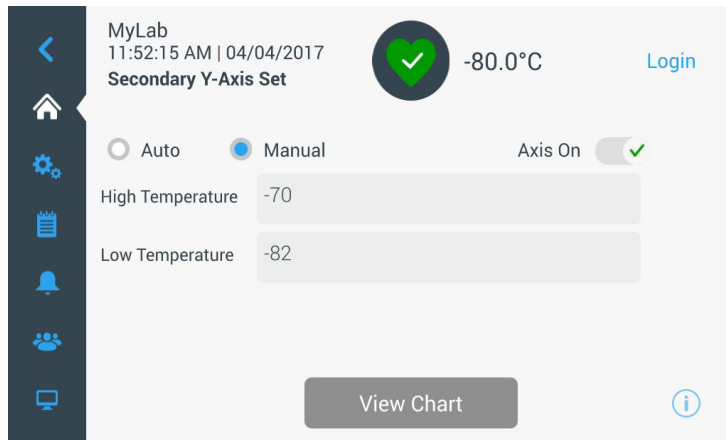 MyLab
11:52:15 AM | 04/04/2017
Secondary Y-Axis Set
-80.0°C
Login
Auto
Manual
Axis On
High Temperature
-70
Low Temperature
-82
View Chart